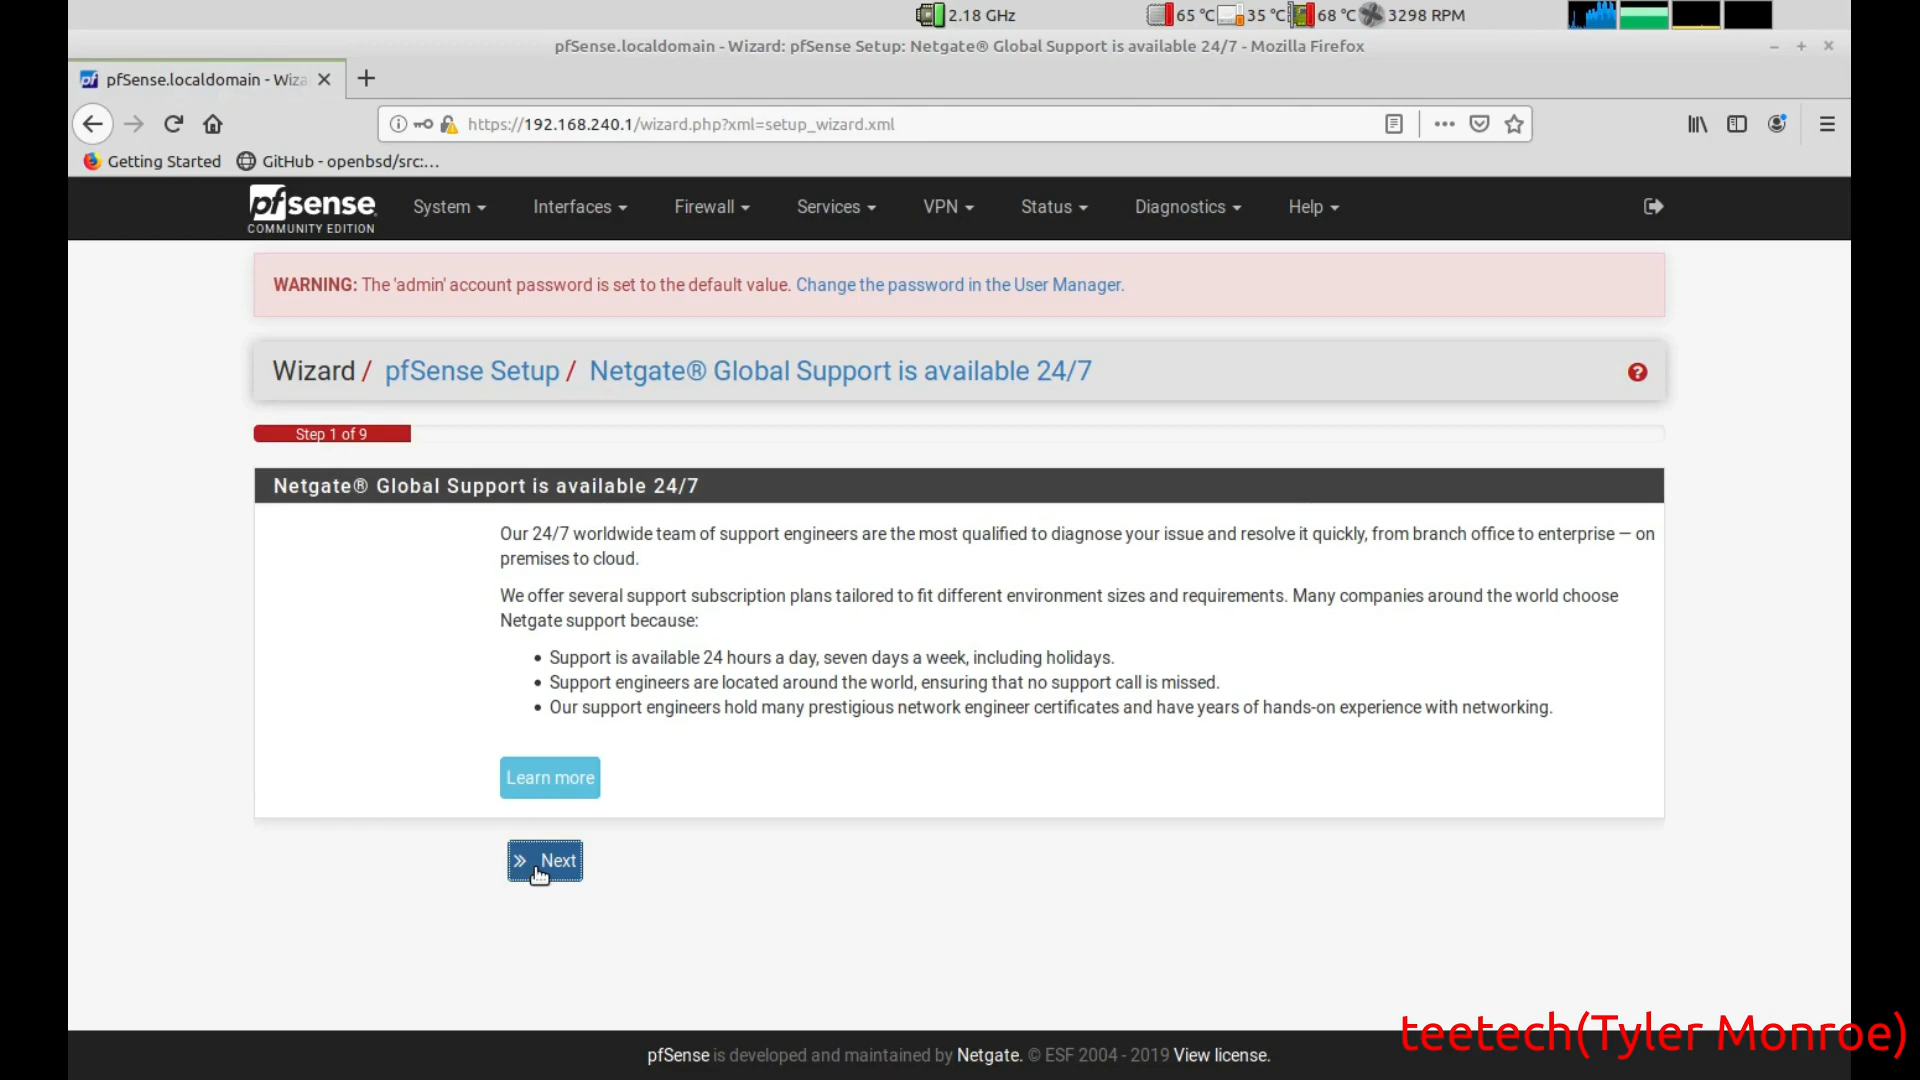 2.18 GHz 65 °C 35 °C 68 °C 3298 RPM
pfSense.localdomain - Wizard: pfSense Setup: Netgate® Global Support is available 24/7 - Mozilla Firefox
pfSense.localdomain - Wiza
https://192.168.240.1/wizard.php?xml=setup_wizard.xml
Getting Started GitHub - openbsd/src:...
pfsense System Interfaces Firewall Services VPN Status Diagnostics Help
COMMUNITY EDITION
WARNING: The 'admin' account password is set to the default value. Change the password in the User Manager.
Wizard / pfSense Setup / Netgate® Global Support is available 24/7
Step 1 of 9
Netgate® Global Support is available 24/7
Our 24/7 worldwide team of support engineers are the most qualified to diagnose your issue and resolve it quickly, from branch office to enterprise — on
premises to cloud.
We offer several support subscription plans tailored to fit different environment sizes and requirements. Many companies around the world choose
Netgate support because:
• Support is available 24 hours a day, seven days a week, including holidays.
• Support engineers are located around the world, ensuring that no support call is missed.
• Our support engineers hold many prestigious network engineer certificates and have years of hands-on experience with networking.
Learn more
Next
teetech(Tyler Monroe)
pfSense is developed and maintained by Netgate. © ESF 2004 - 2019 View license.